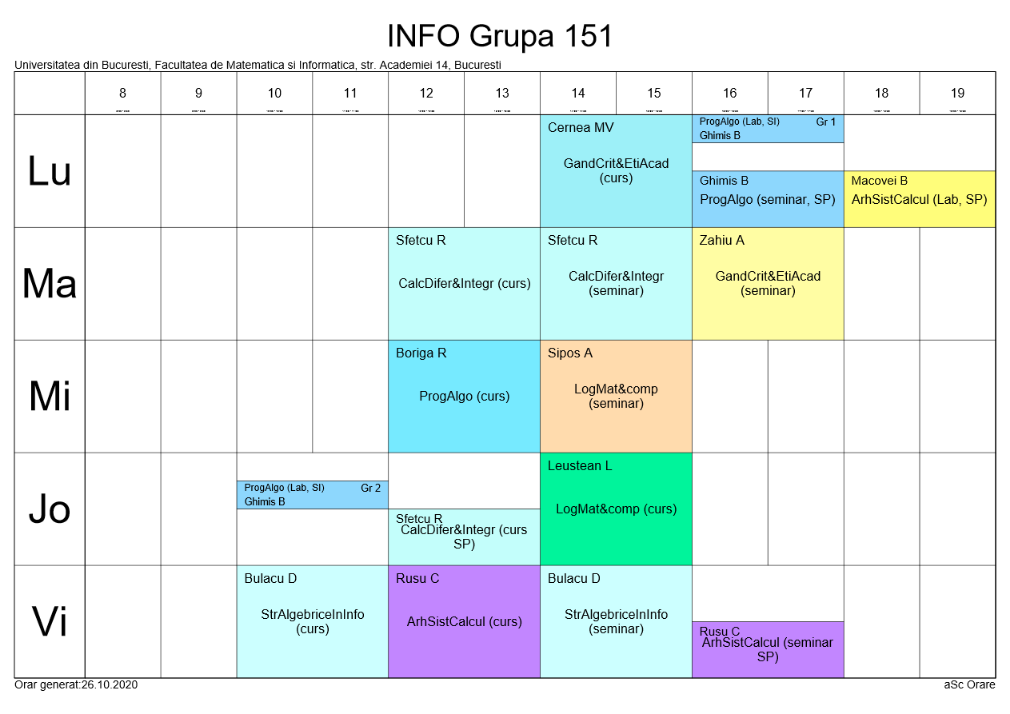 INFO Grupa 151
Universitatea din Bucuresti, Facultatea de Matematica si Informatica, str. Academiei 14, Bucuresti
8 9 10 11 12 13 14 15 16 17 18 19
Lu
Cernea MV
GandCrit&EtiAcad
(curs)
ProgAlgo (Lab, SI) Gr 1
Ghimis B
Ghimis B
ProgAlgo (seminar, SP)
Macovei B
ArhSistCalcul (Lab, SP)
Ma
Sfetcu R
CalcDifer&Integr (curs)
Sfetcu R
CalcDifer&Integr
(seminar)
Zahiu A
GandCrit&EtiAcad
(seminar)
Mi
Boriga R
ProgAlgo (curs)
Sipos A
LogMat&comp
(seminar)
Jo
ProgAlgo (Lab, SI) Gr 2
Ghimis B
Sfetcu R
CalcDifer&Integr (curs
SP)
Leustean L
LogMat&comp (curs)
Vi
Bulacu D
StrAlgebriceInInfo
(curs)
Rusu C
ArhSistCalcul (curs)
Bulacu D
StrAlgebriceInInfo
(seminar)
Rusu C
ArhSistCalcul (seminar
SP)
Orar generat:26.10.2020
aSc Orare